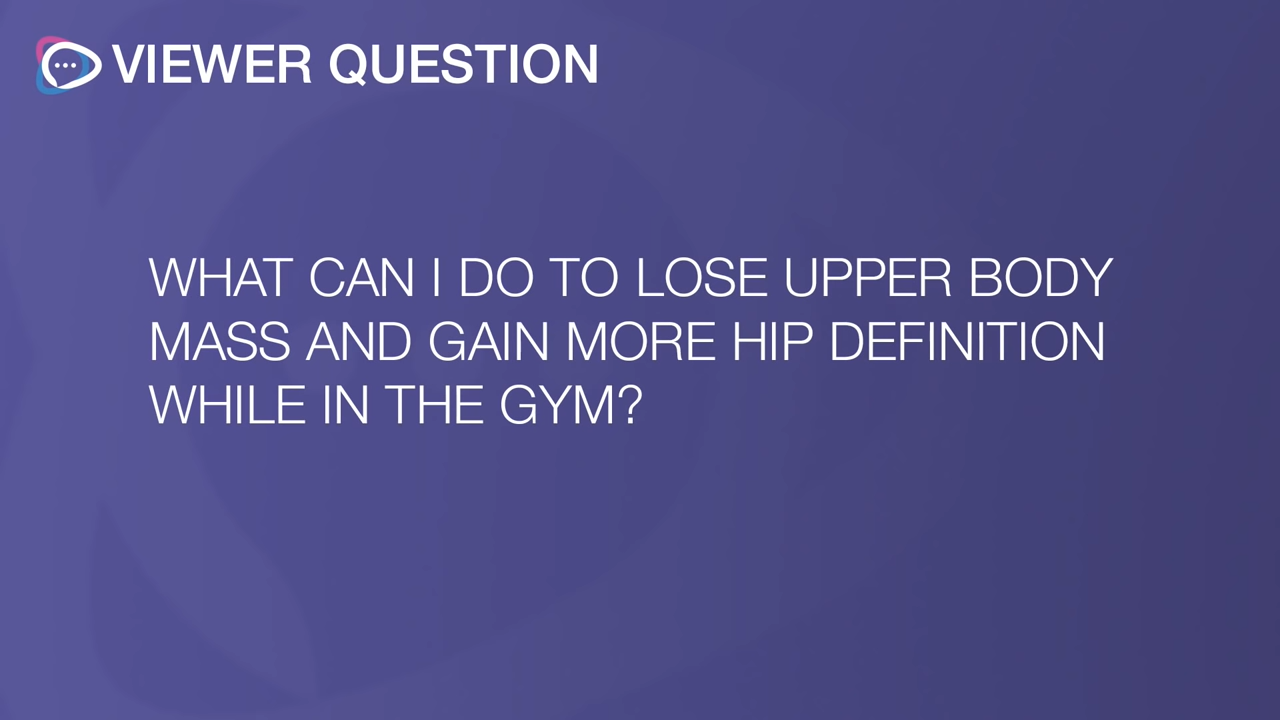 VIEWER QUESTION
WHAT CAN I DO TO LOSE UPPER BODY
MASS AND GAIN MORE HIP DEFINITION
WHILE IN THE GYM?